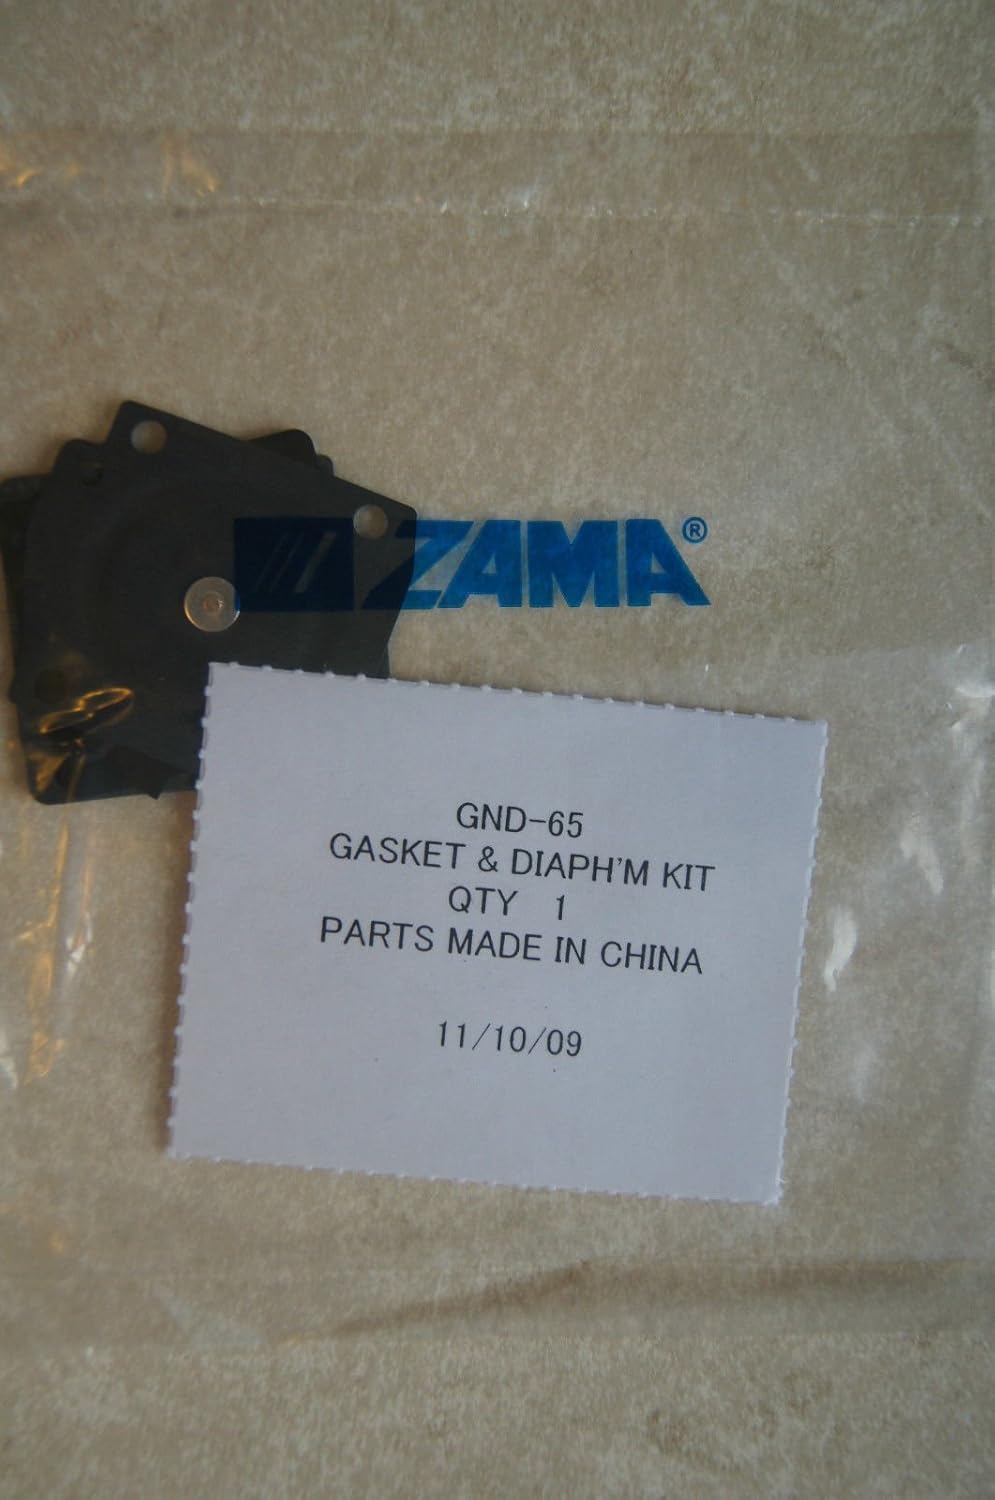 ZAMA®
GND-65
GASKET & DIAPH'M KIT
QTY 1
PARTS MADE IN CHINA
11/10/09